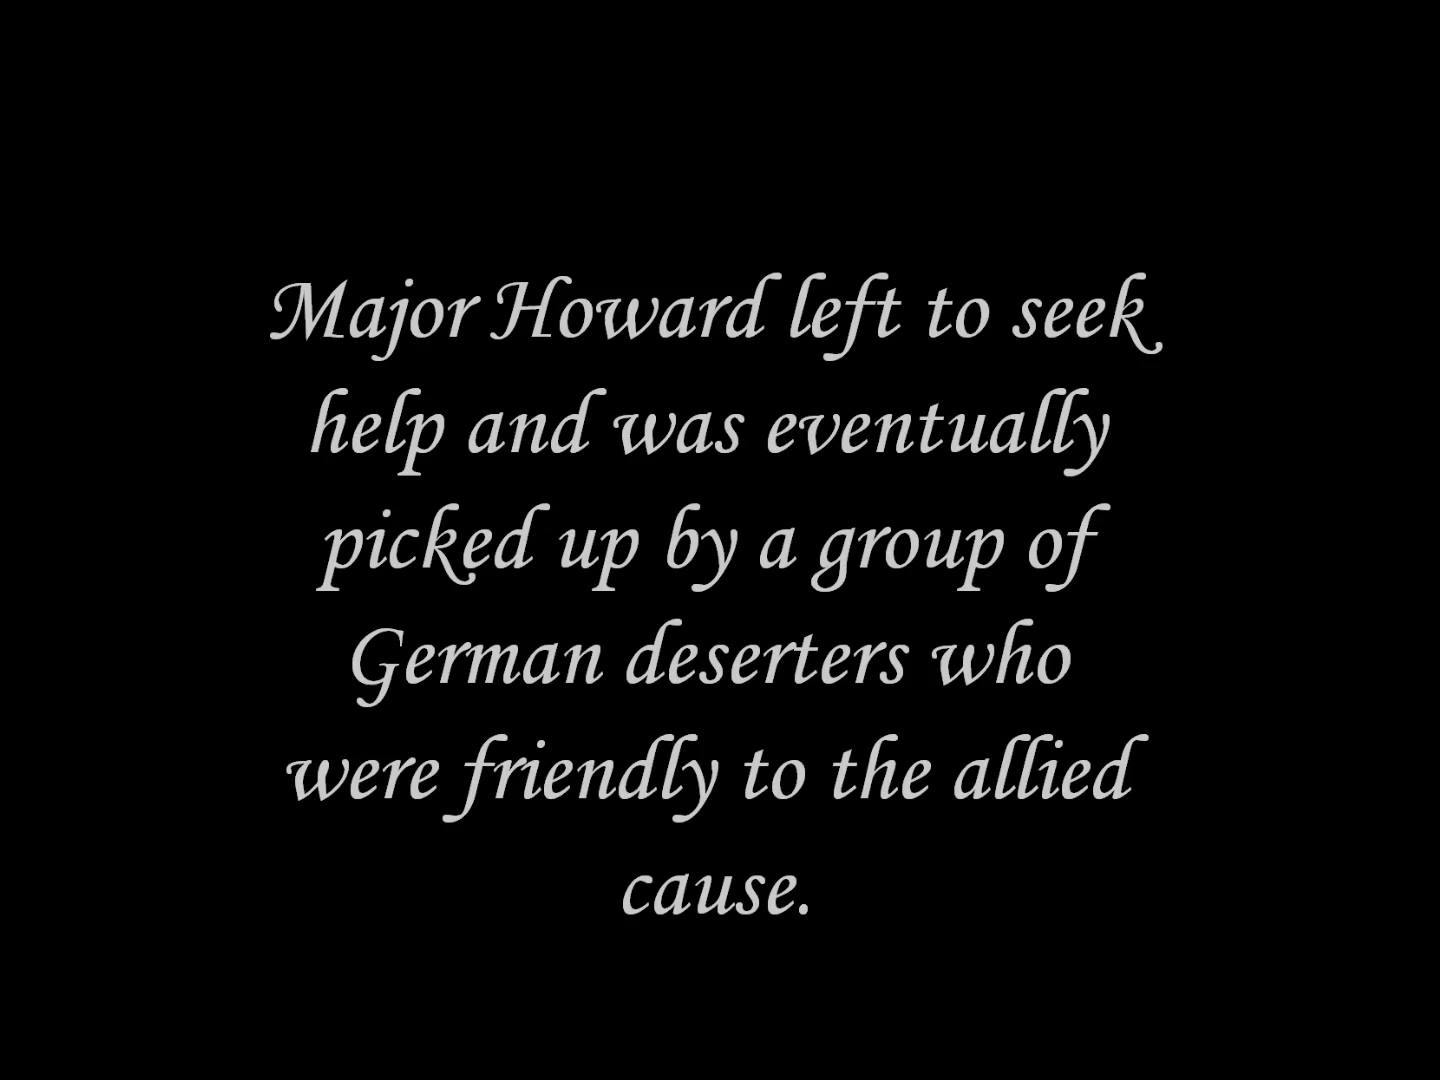 Major Howard left to seek
help and was eventually
picked up by a group of
German deserters who
were friendly to the allied
cause.